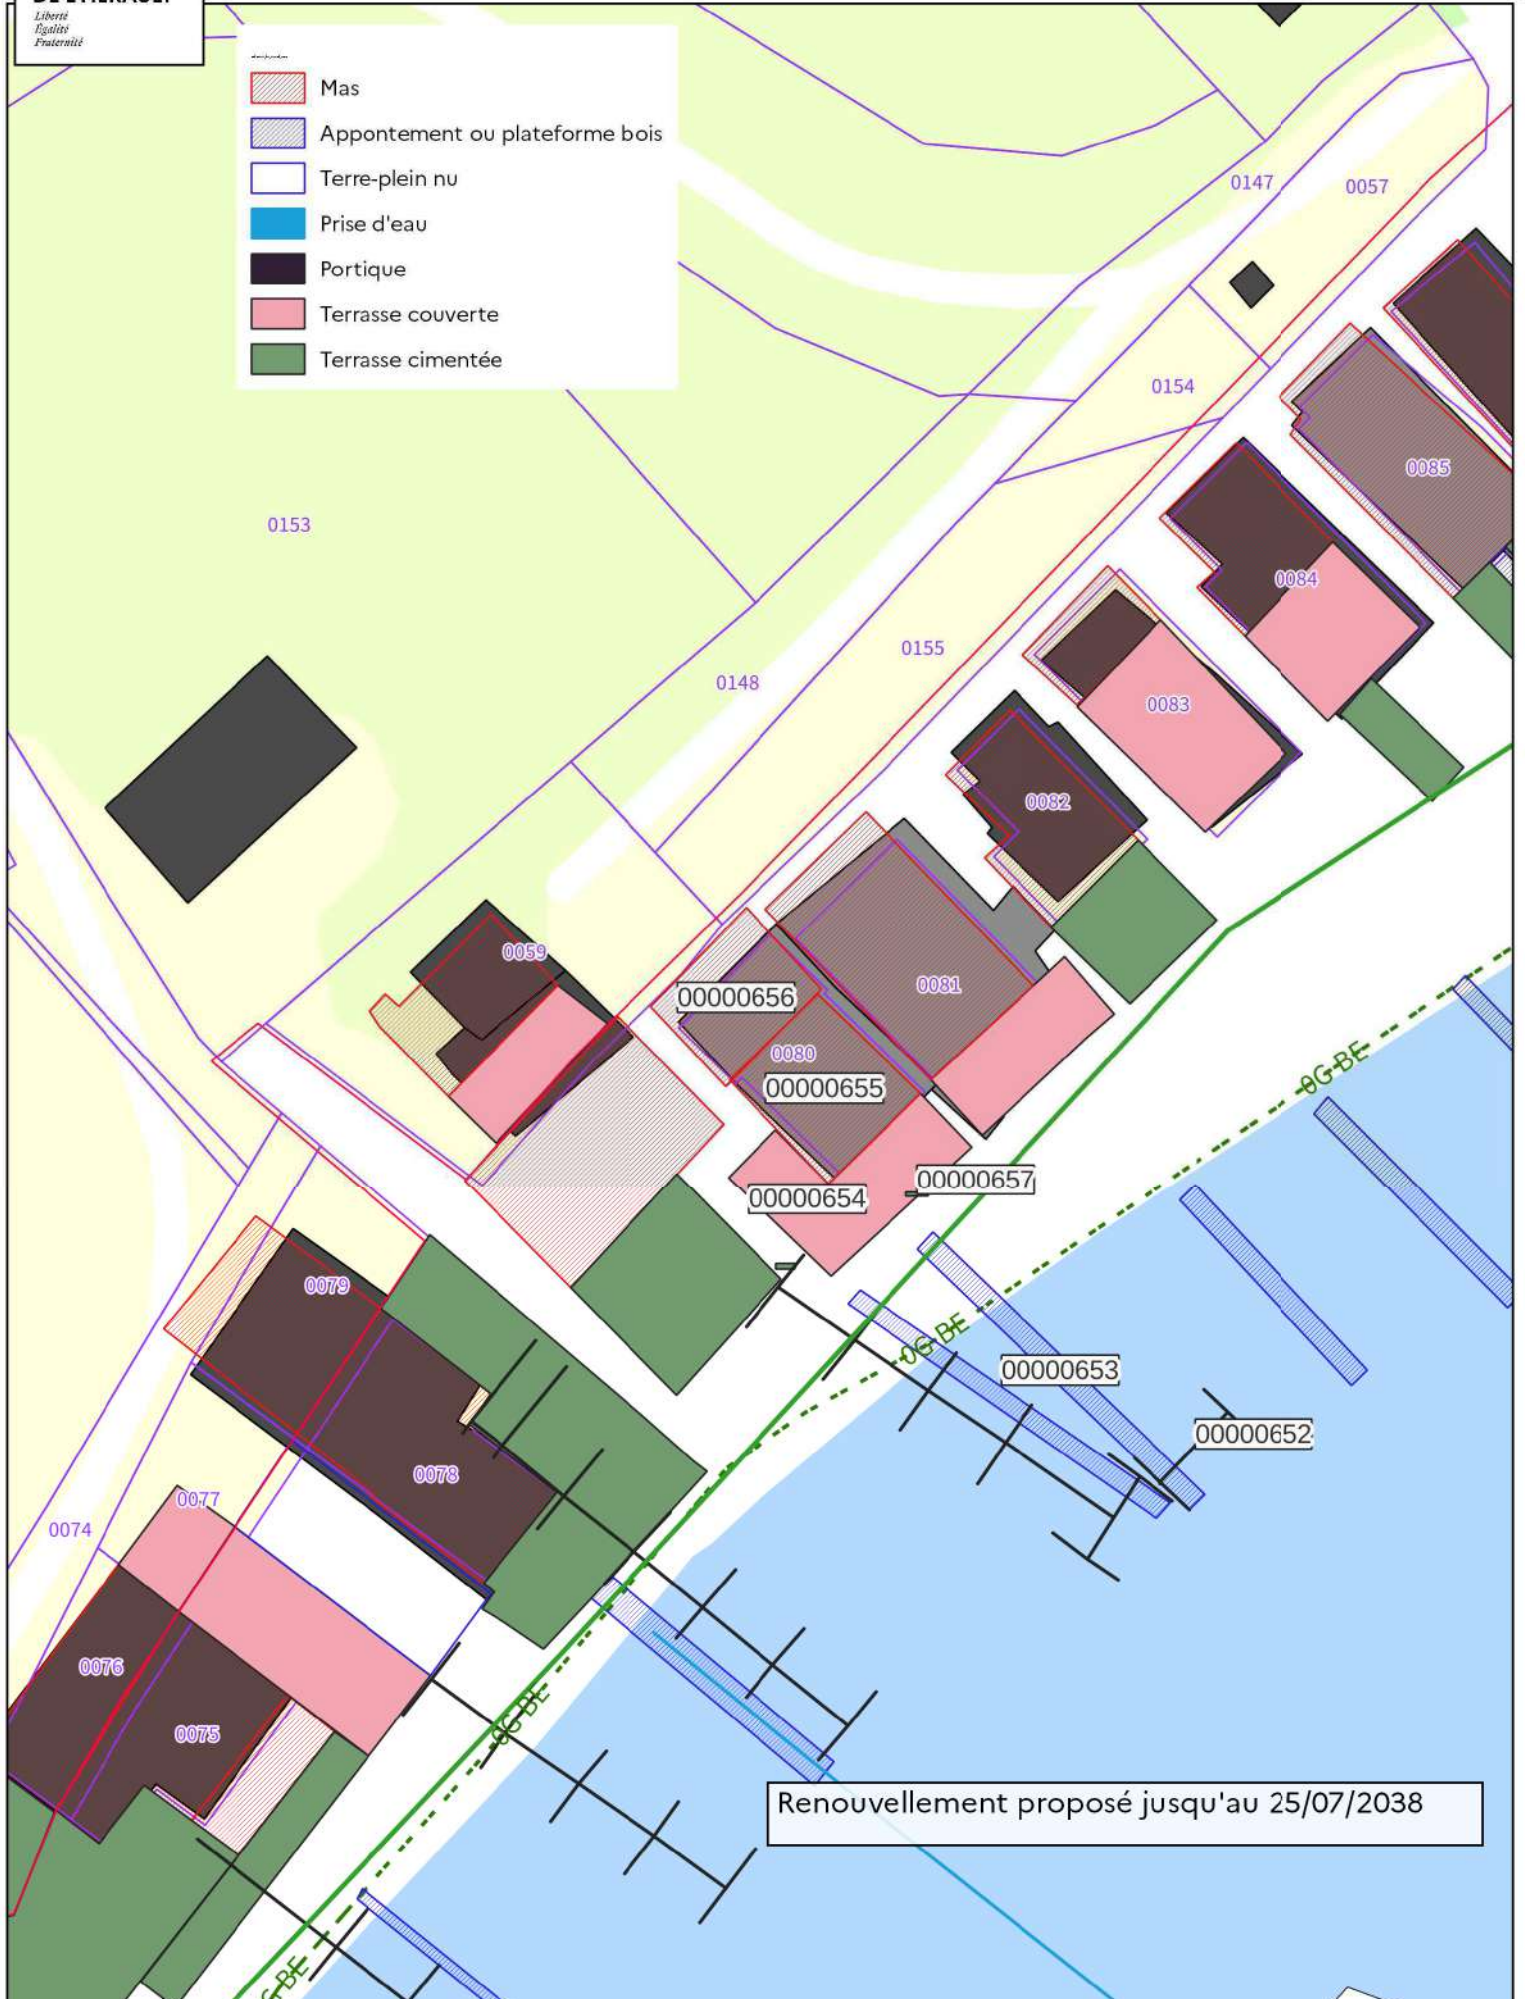 DE L'HÉRAULT
Liberté
Égalité
Fraternité
Mas
Appontement ou plateforme bois
Terre-plein nu
Prise d'eau
Portique
Terrasse couverte
Terrasse cimentée
0147
0057
0154
0085
0153
0084
0155
0148
0083
0082
0059
0081
00000656
0080
00000655
0G BE
00000657
00000654
0079
0G BE
00000653
00000652
0078
0077
0074
0076
0G BE
0075
Renouvellement proposé jusqu'au 25/07/2038
G BE